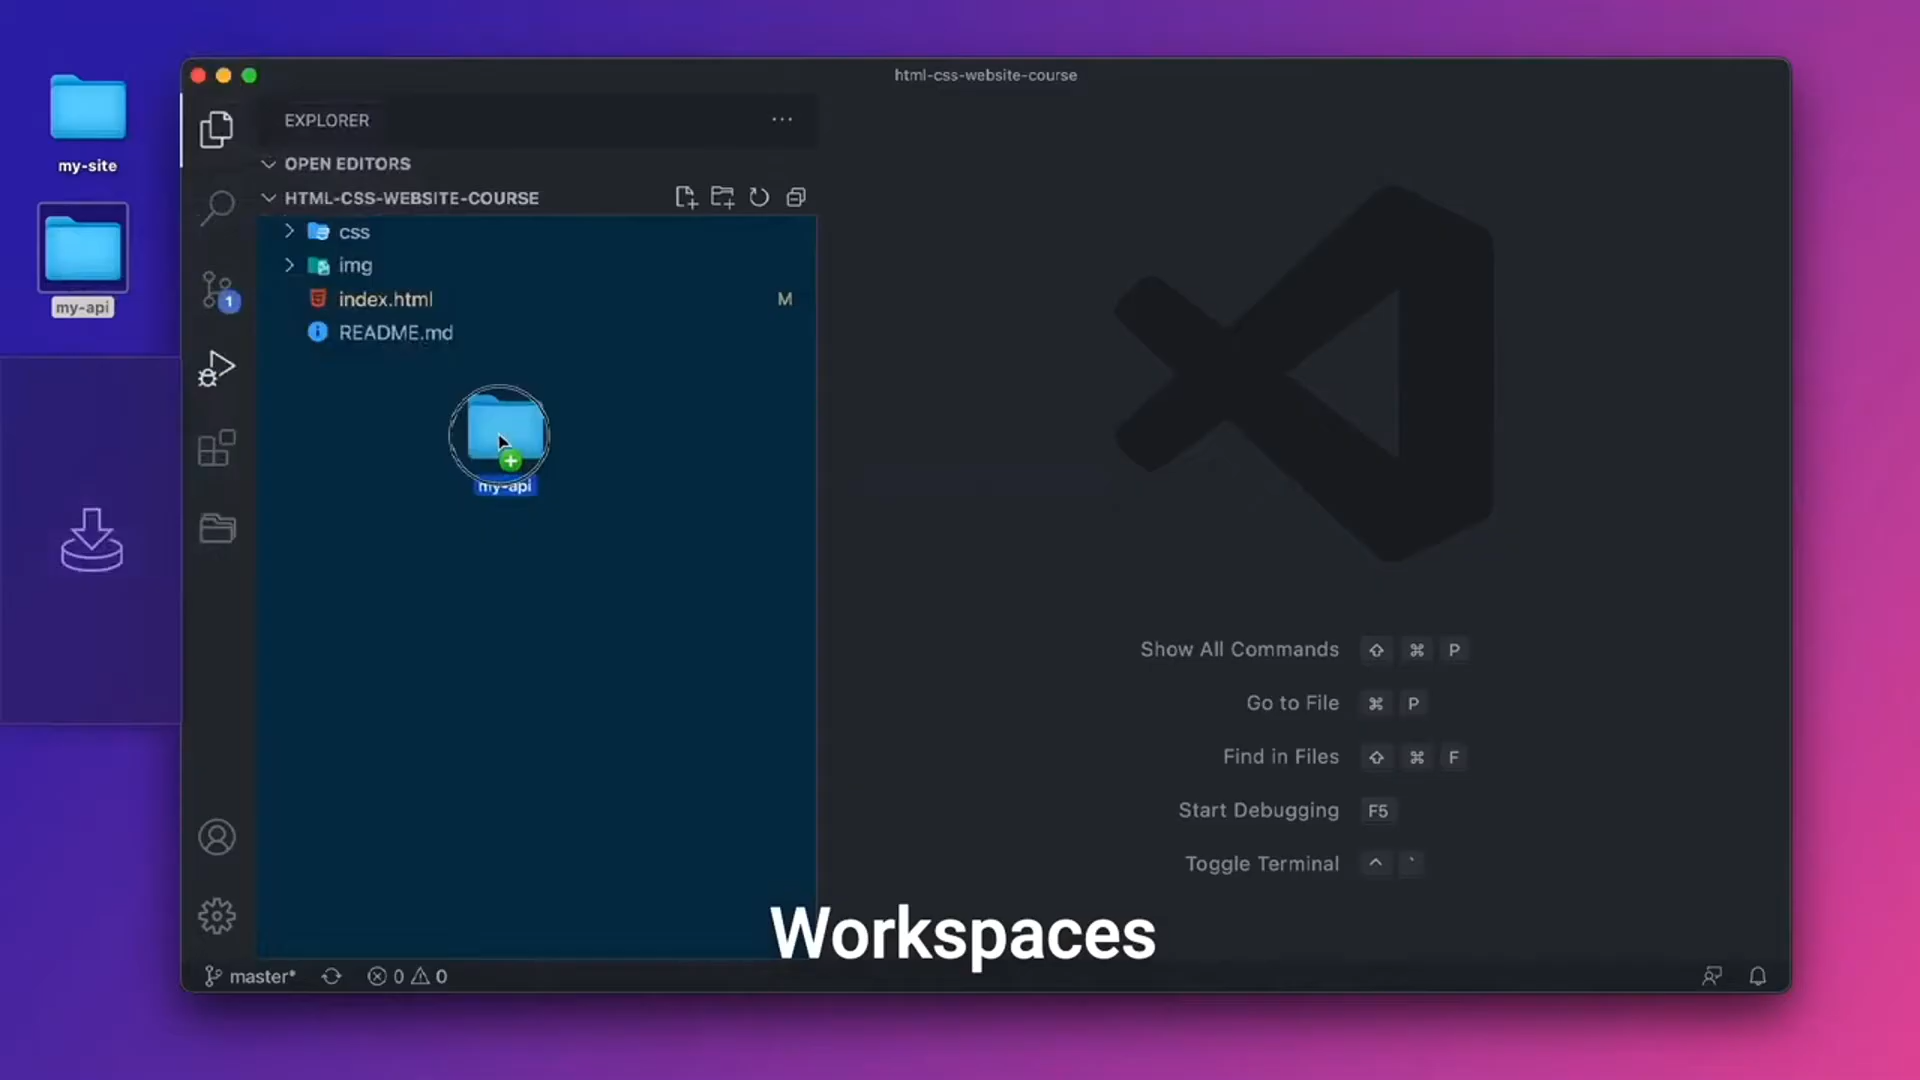 html-css-website-course
my-site
my-api
EXPLORER
OPEN EDITORS
HTML-CSS-WEBSITE-COURSE
css
img
index.html M
README.md
1
my-api
Show All Commands ⇧ ⌘ P
Go to File ⌘ P
Find in Files ⇧ ⌘ F
Start Debugging F5
Toggle Terminal ^ `
Workspaces
master* 0 0